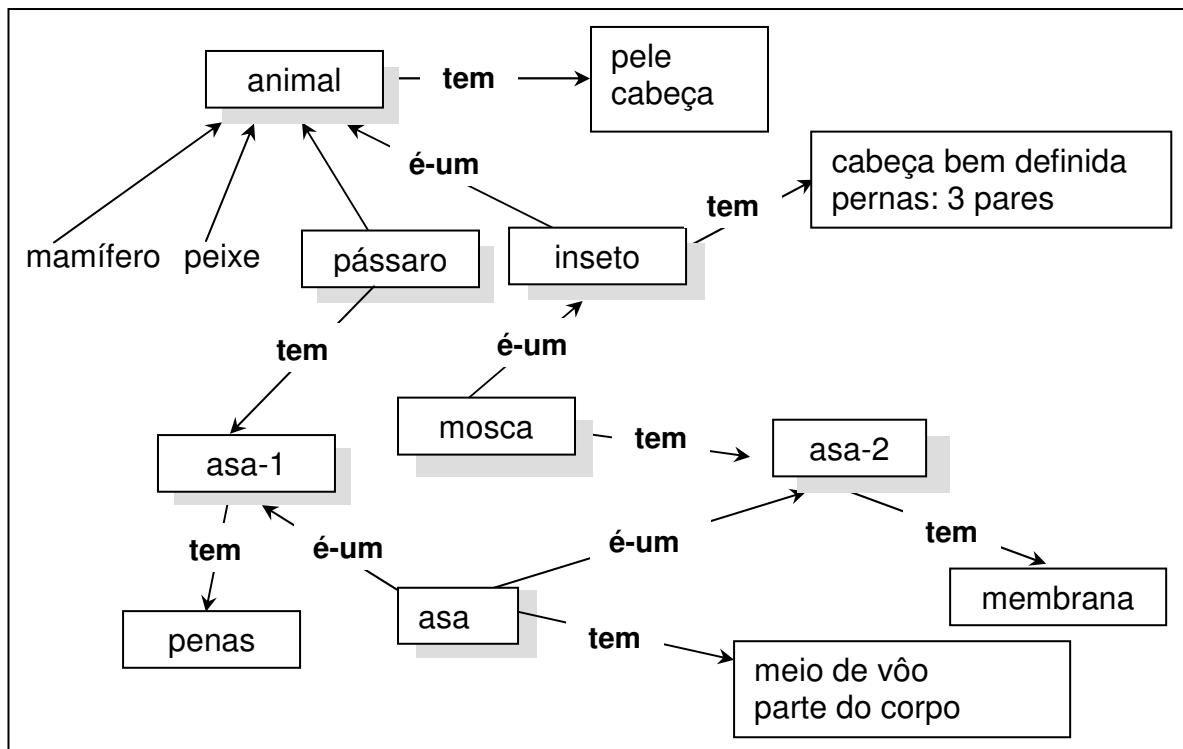 animal
tem
pele
cabeça
é-um
cabeça bem definida
pernas: 3 pares
tem
mamífero
peixe
pássaro
inseto
tem
é-um
mosca
tem
asa-2
asa-1
tem
é-um
é-um
tem
asa
membrana
penas
tem
meio de vôo
parte do corpo